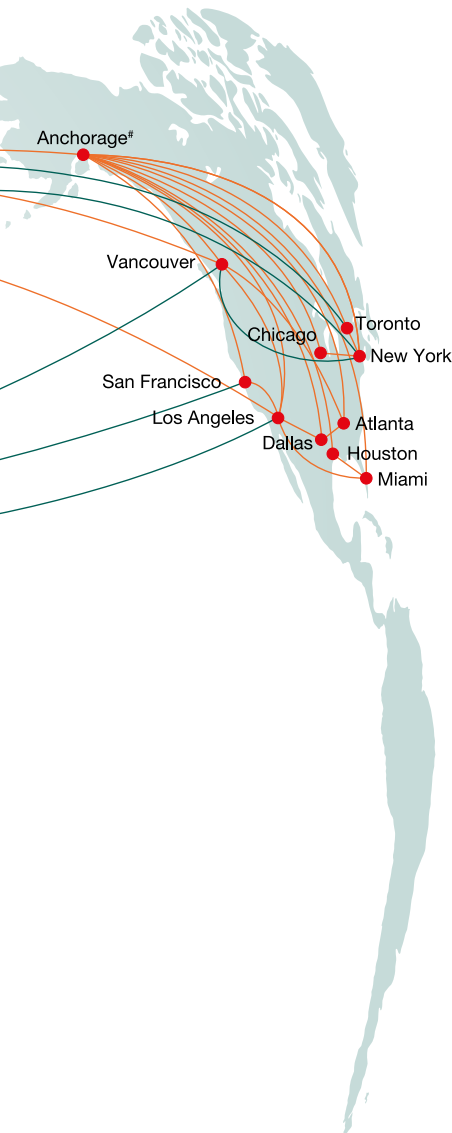 Anchorage#
Vancouver
Toronto
Chicago
New York
San Francisco
Los Angeles
Atlanta
Dallas
Houston
Miami